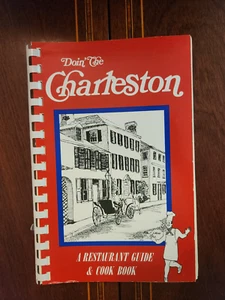 Doin' The
Charleston
A RESTAURANT GUIDE
& COOK BOOK